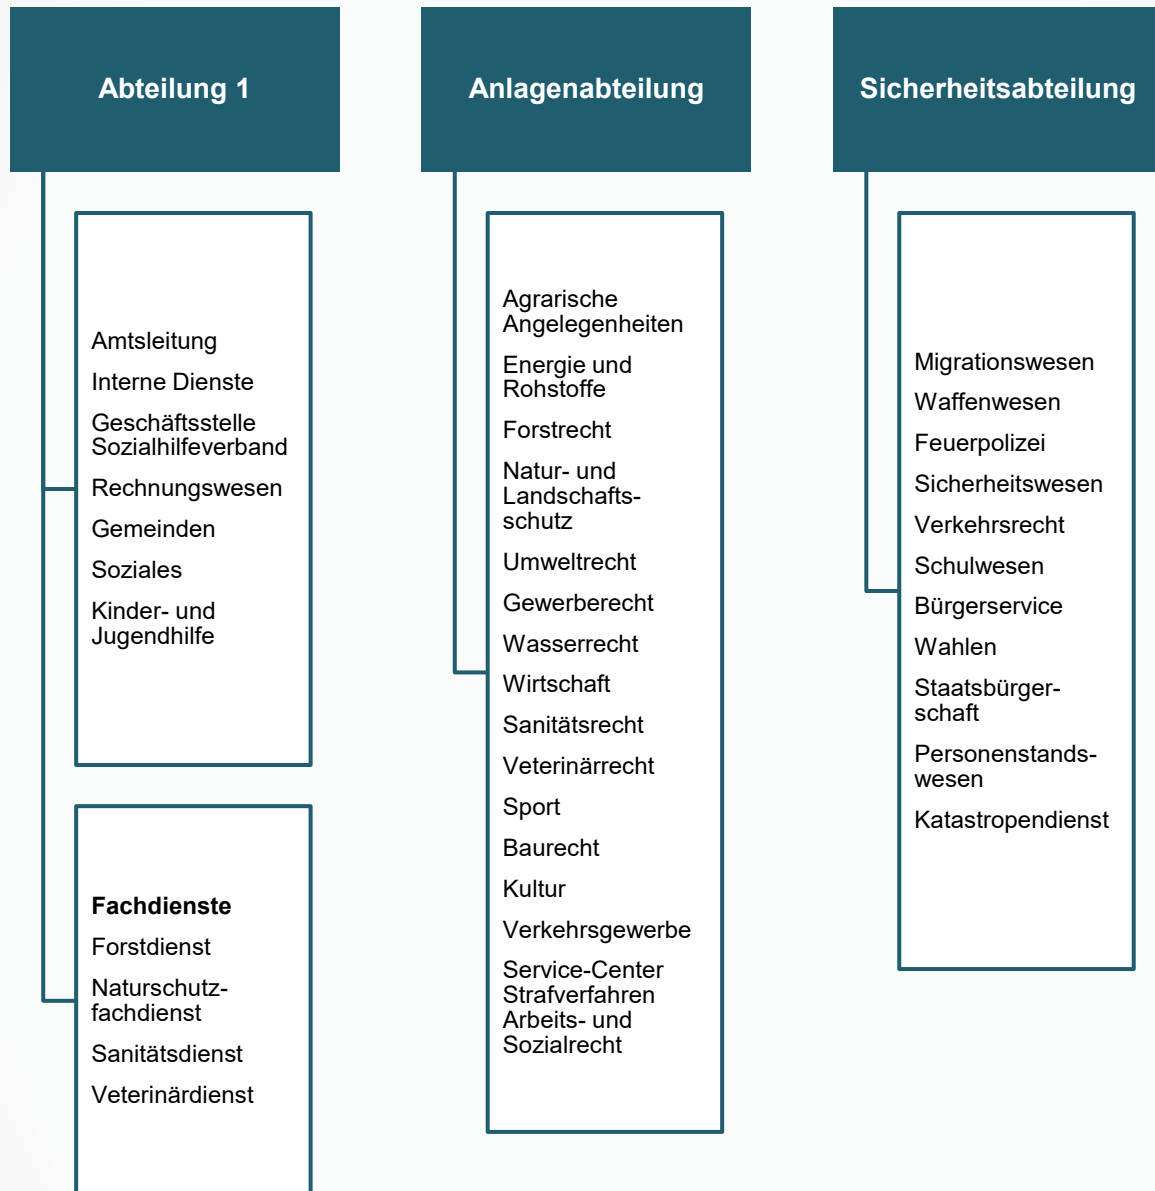 Abteilung 1
Amtsleitung
Interne Dienste
Geschäftsstelle
Sozialhilfeverband
Rechnungswesen
Gemeinden
Soziales
Kinder- und
Jugendhilfe
Fachdienste
Forstdienst
Naturschutz-
fachdienst
Sanitätsdienst
Veterinärdienst
Anlagenabteilung
Agrarische
Angelegenheiten
Energie und
Rohstoffe
Forstrecht
Natur- und
Landschafts-
schutz
Umweltrecht
Gewerberecht
Wasserrecht
Wirtschaft
Sanitätsrecht
Veterinärrecht
Sport
Baurecht
Kultur
Verkehrsgewerbe
Service-Center
Strafverfahren
Arbeits- und
Sozialrecht
Sicherheitsabteilung
Migrationswesen
Waffenwesen
Feuerpolizei
Sicherheitswesen
Verkehrsrecht
Schulwesen
Bürgerservice
Wahlen
Staatsbürger-
schaft
Personenstands-
wesen
Katastropendienst